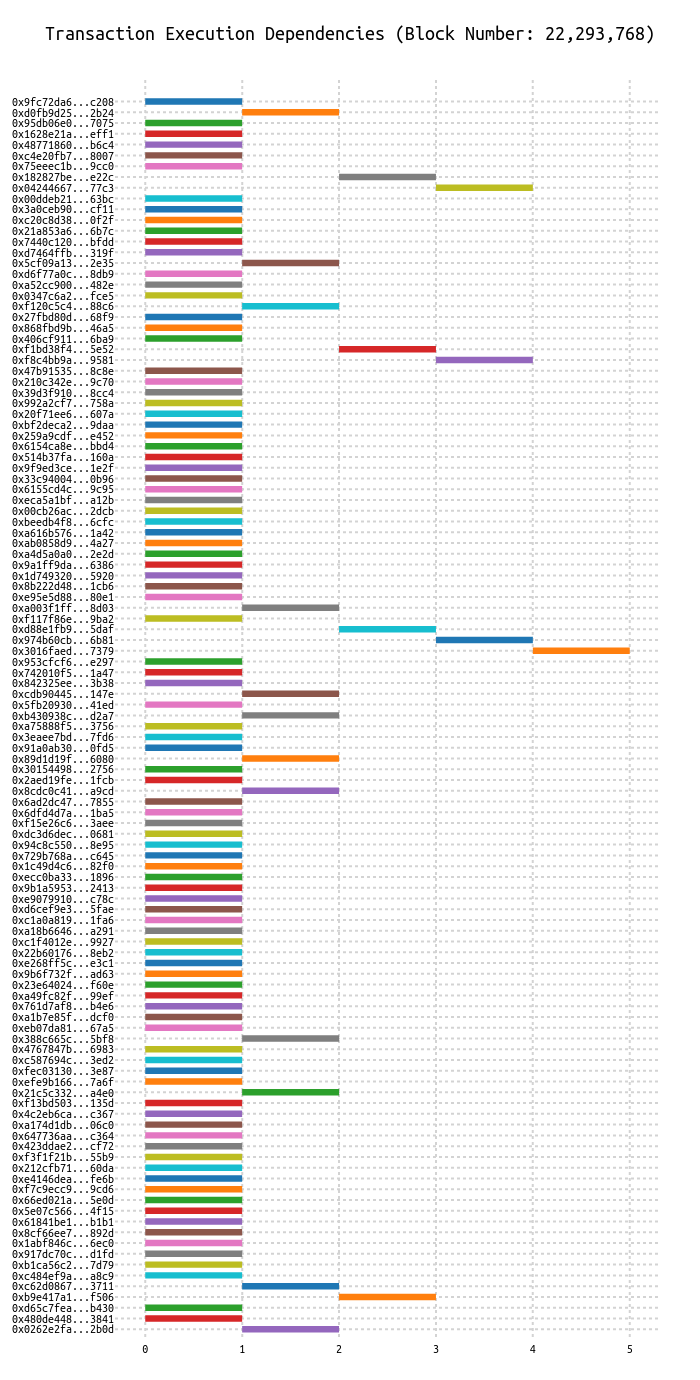 Transaction Execution Dependencies (Block Number: 22,293,768)
0x9fc72da6...c208
0xd0fb9d25...2b24
0x95db06e0...7075
0x1628e21a...eff1
0x48771860...b6c4
0xc4e20fb7...8007
0x75eeec1b...9cc0
0x182827be...e22c
0x04244667...77c3
0x00ddeb21...63bc
0x3a0ceb90...cf11
0xc20c8d38...0f2f
0x21a853a6...6b7c
0x7440c120...bfdd
0xd7464ffb...319f
0x5cf09a13...2e35
0xd6f77a0c...8db9
0xa52cc900...482e
0x0347c6a2...fce5
0xf120c5c4...88c6
0x27fbd80d...68f9
0x868fbd9b...46a5
0x406cf911...6ba9
0xf1bd38f4...5e52
0xf8c4bb9a...9581
0x47b91535...8c8e
0x210c342e...9c70
0x39d3f910...8cc4
0x992a2cf7...758a
0x20f71ee6...607a
0xbf2deca2...9daa
0x259a9cdf...e452
0x6154ca8e...bbd4
0x514b37fa...160a
0x9f9ed3ce...1e2f
0x33c94004...0b96
0x6155cd4c...9c95
0xeca5a1bf...a12b
0x00cb26ac...2dcb
0xbeedb4f8...6cfc
0xa616b576...1a42
0xab0858d9...4a27
0xa4d5a0a0...2e2d
0x9a1ff9da...6386
0x1d749320...5920
0x8b222d48...1cb6
0xe95e5d88...80e1
0xa003f1ff...8d03
0xf117f86e...9ba2
0xd88e1fb9...5daf
0x974b60cb...6b81
0x3016faed...7379
0x953cfcf6...e297
0x742010f5...1a47
0x842325ee...3b38
0xcdb90445...147e
0x5fb20930...41ed
0xb430938c...d2a7
0xa75888f5...3756
0x3eaee7bd...7fd6
0x91a0ab30...0fd5
0x89d1d19f...6080
0x30154498...2756
0x2aed19fe...1fcb
0x8cdc0c41...a9cd
0x6ad2dc47...7855
0x6dfd4d7a...1ba5
0xf15e26c6...3aee
0xdc3d6dec...0681
0x94c8c550...8e95
0x729b768a...c645
0x1c49d4c6...82f0
0xecc0ba33...1896
0x9b1a5953...2413
0xe9079910...c78c
0xd6cef9e3...5fae
0xc1a0a819...1fa6
0xa18b6646...a291
0xc1f4012e...9927
0x22b60176...8eb2
0xe268ff5c...e3c1
0x9b6f732f...ad63
0x23e64024...f60e
0xa49fc82f...99ef
0x761d7af8...b4e6
0xa1b7e85f...dcf0
0xeb07da81...67a5
0x388c665c...5bf8
0x4767847b...6983
0xc587694c...3ed2
0xfec03130...3e87
0xefe9b166...7a6f
0x21c5c332...a4e0
0xf13bd503...135d
0x4c2eb6ca...c367
0xa174d1db...06c0
0x647736aa...c364
0x423ddae2...cf72
0xf3f1f21b...55b9
0x212cfb71...60da
0xe4146dea...fe6b
0xf7c9ecc9...9cd6
0x66ed021a...5e0d
0x5e07c566...4f15
0x61841be1...b1b1
0x8cf66ee7...892d
0x1abf846c...6ec0
0x917dc70c...d1fd
0xb1ca56c2...7d79
0xc484ef9a...a8c9
0xc62d0867...3711
0xb9e417a1...f506
0xd65c7fea...b430
0x480de448...3841
0x0262e2fa...2b0d
0 1 2 3 4 5